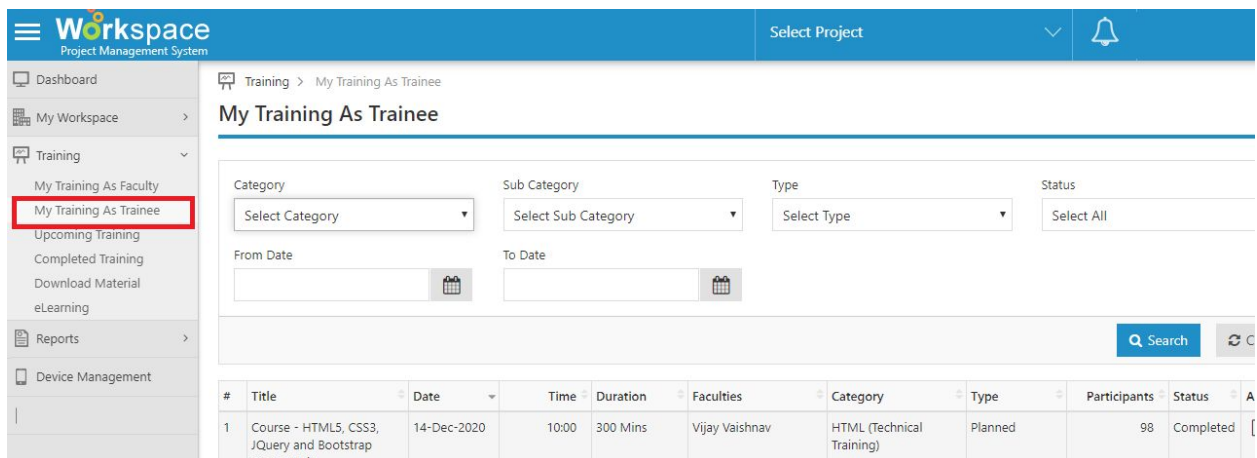 Workspace
Project Management System
Select Project
Dashboard
My Workspace
Training
My Training As Faculty
My Training As Trainee
Upcoming Training
Completed Training
Download Material
eLearning
Reports
Device Management
Training > My Training As Trainee
My Training As Trainee
Category Sub Category Type Status
Select Category Select Sub Category Select Type Select All
From Date To Date
Search C
# Title Date Time Duration Faculties Category Type Participants Status A
1 Course - HTML5, CSS3, 14-Dec-2020 10:00 300 Mins Vijay Vaishnav HTML (Technical Planned 98 Completed
JQuery and Bootstrap Training)